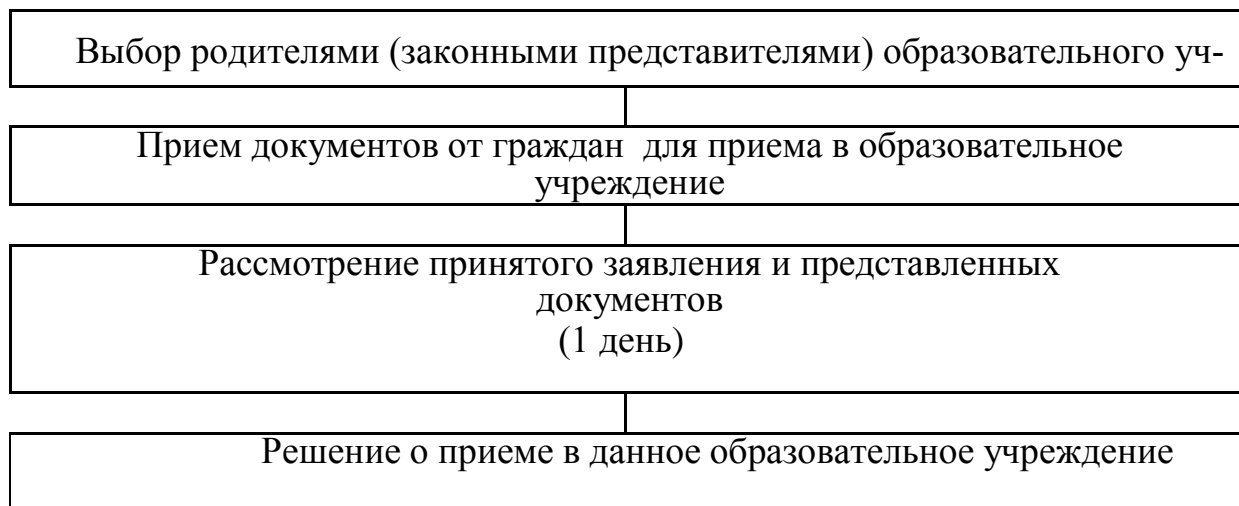 Выбор родителями (законными представителями) образовательного уч-
Прием документов от граждан для приема в образовательное
учреждение
Рассмотрение принятого заявления и представленных
документов
(1 день)
Решение о приеме в данное образовательное учреждение